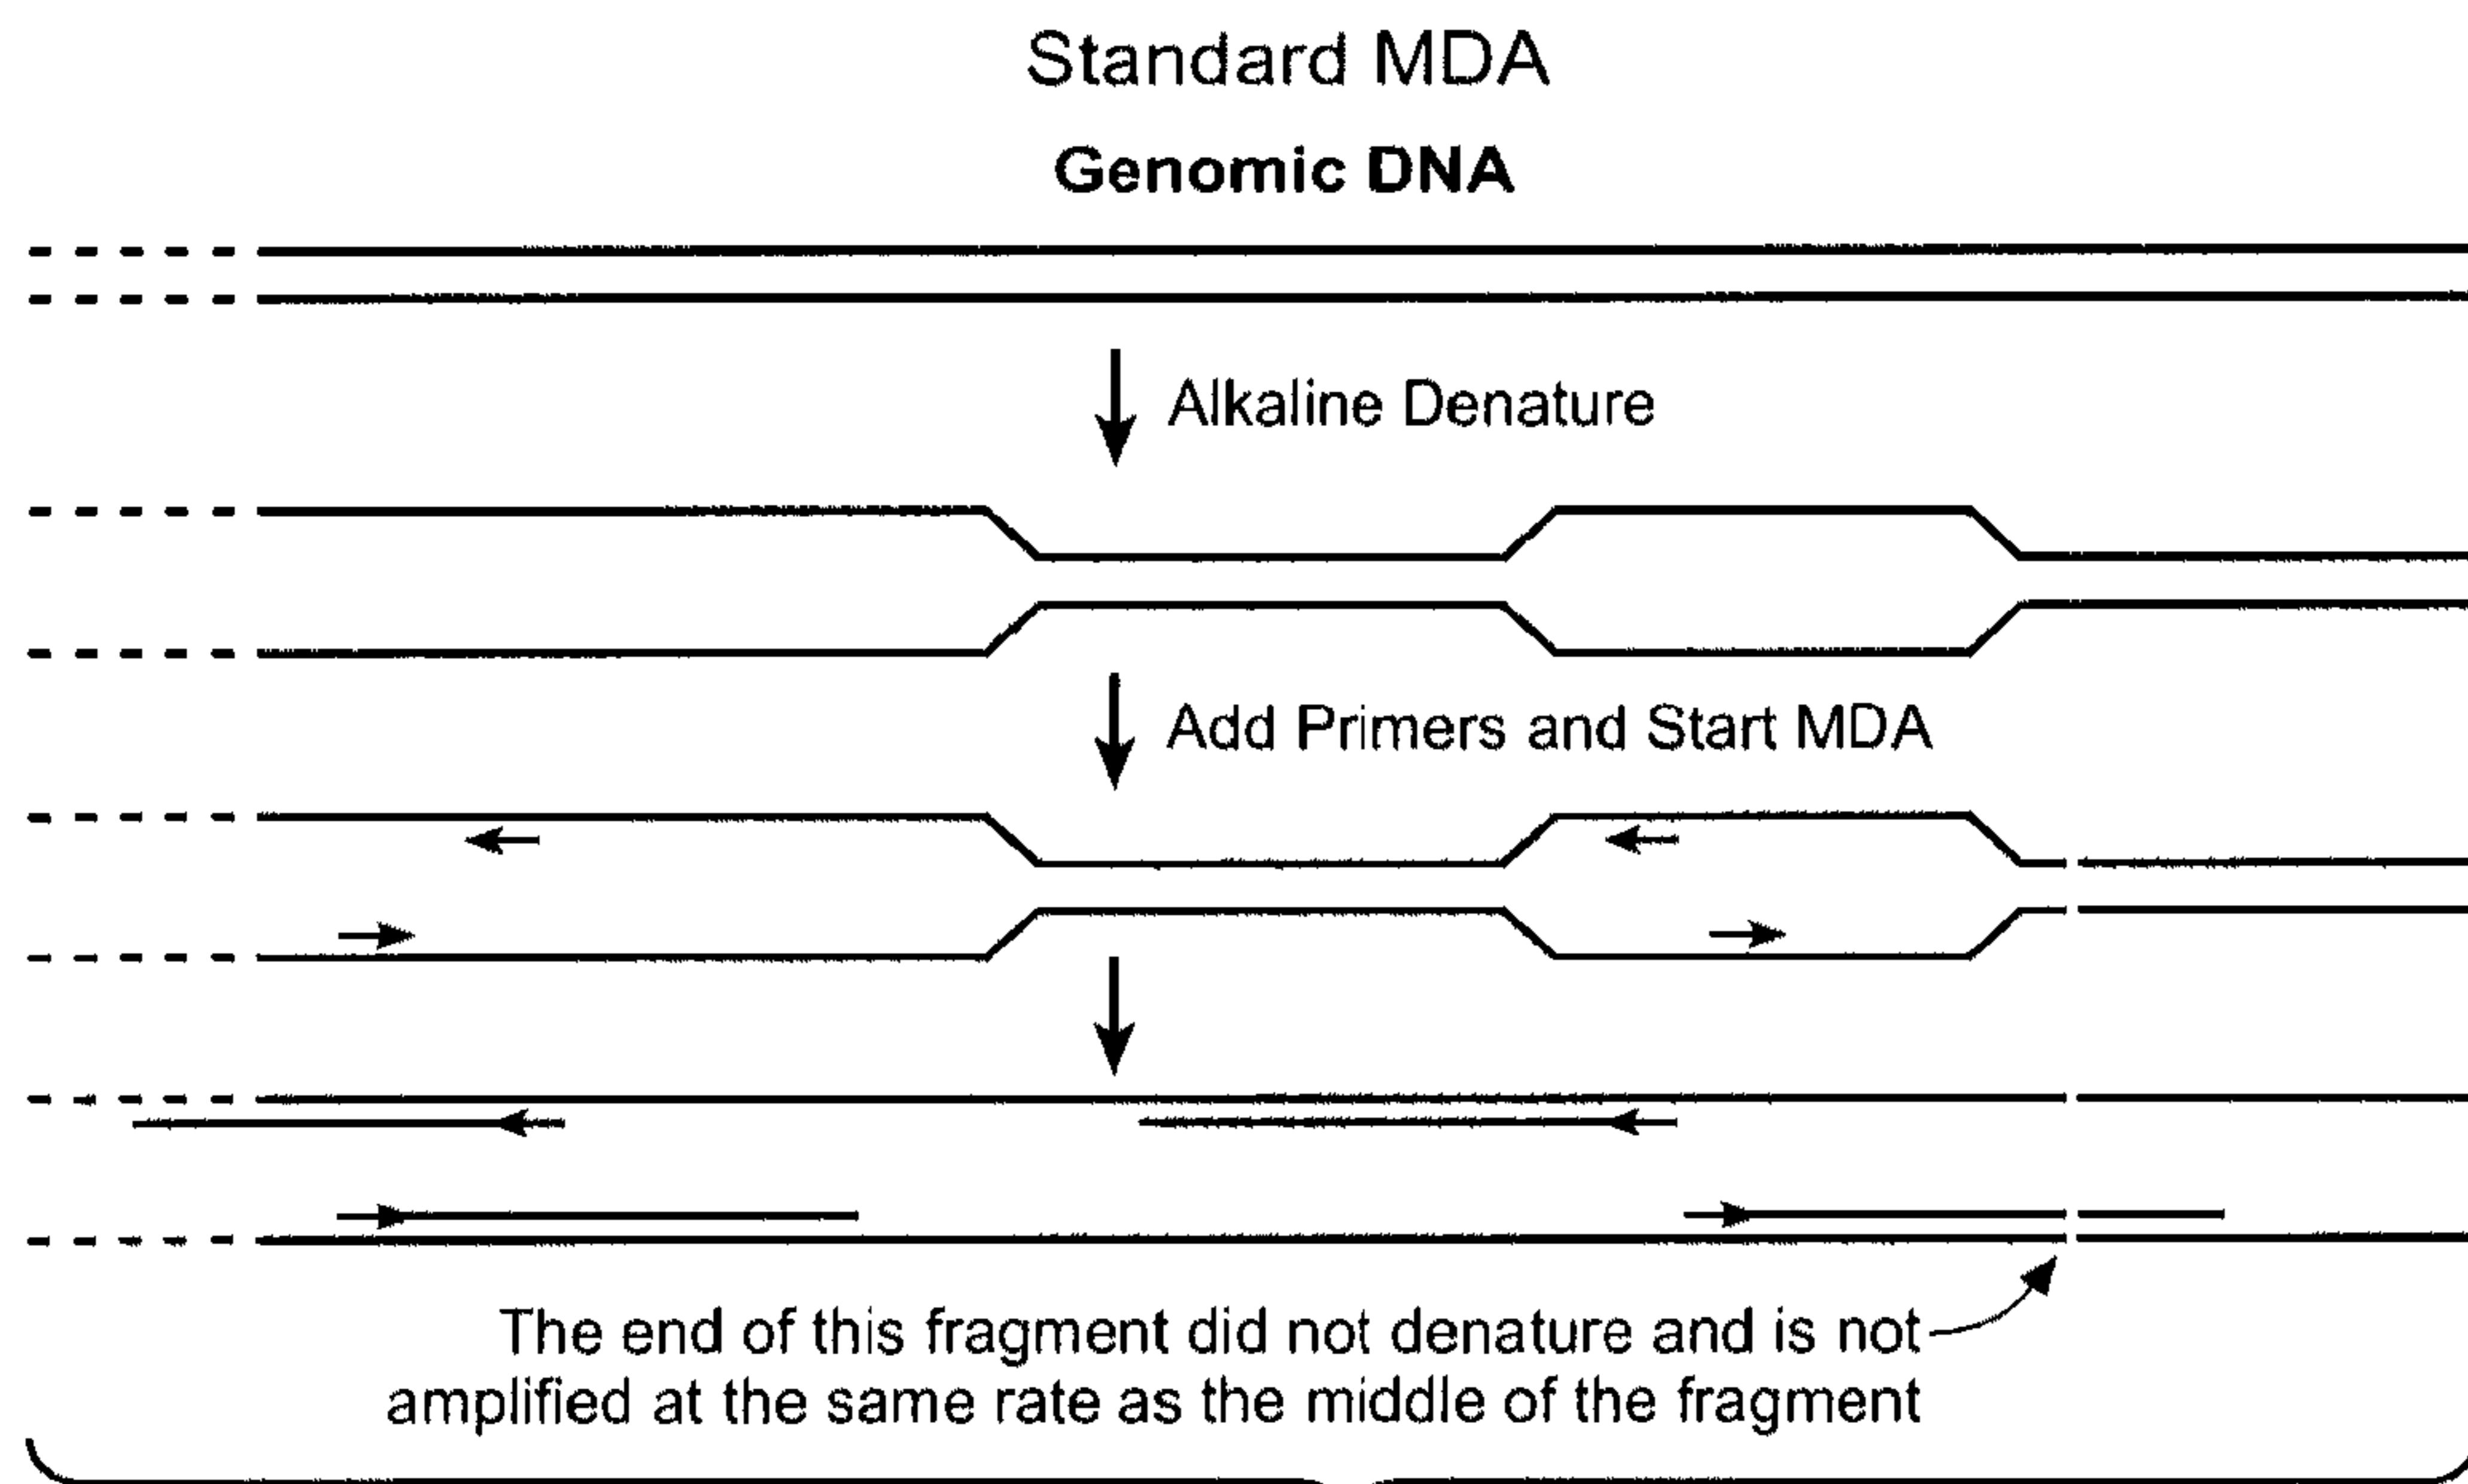 Standard MDA
Genomic DNA
Alkaline Denature
Add Primers and Start MDA
The end of this fragment did not denature and is not
amplified at the same rate as the middle of the fragment